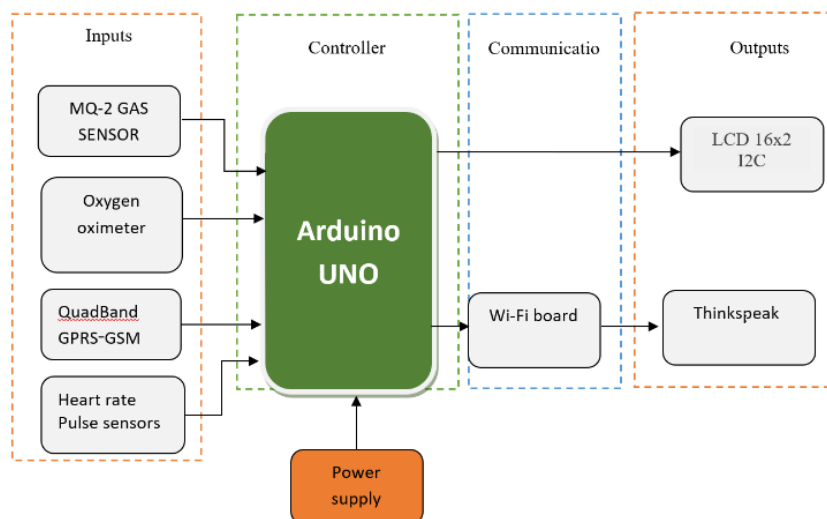 Inputs
Controller
Communicatio
Outputs
MQ-2 GAS
SENSOR
Oxygen
oximeter
QuadBand
GPRS-GSM
Heart rate
Pulse sensors
Arduino
UNO
Power
supply
Wi-Fi board
LCD 16x2
I2C
Thinkspeak